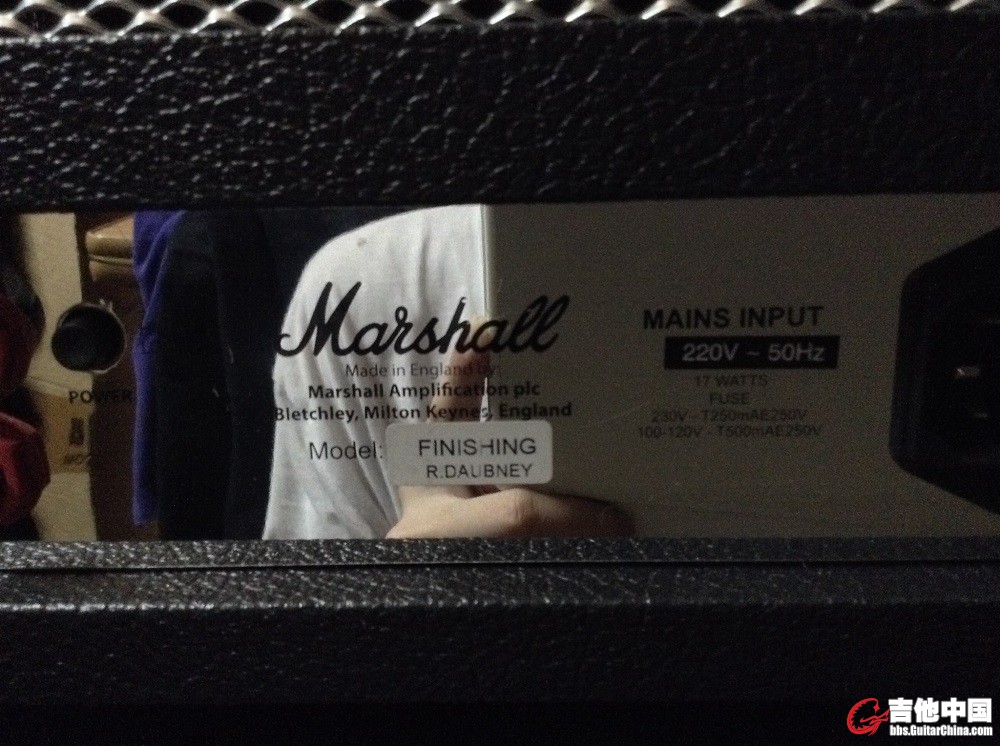 Marshall
Made in England by:
Marshall Amplification plc
Bletchley, Milton Keynes, England
Model:
FINISHING
R.DAUBNEY
MAINS INPUT
220V ~ 50Hz
17 WATTS
FUSE
230V - T250mAE250V
100-120V - T500mAE250V
POWER
吉他中国
bbs.GuitarChina.com